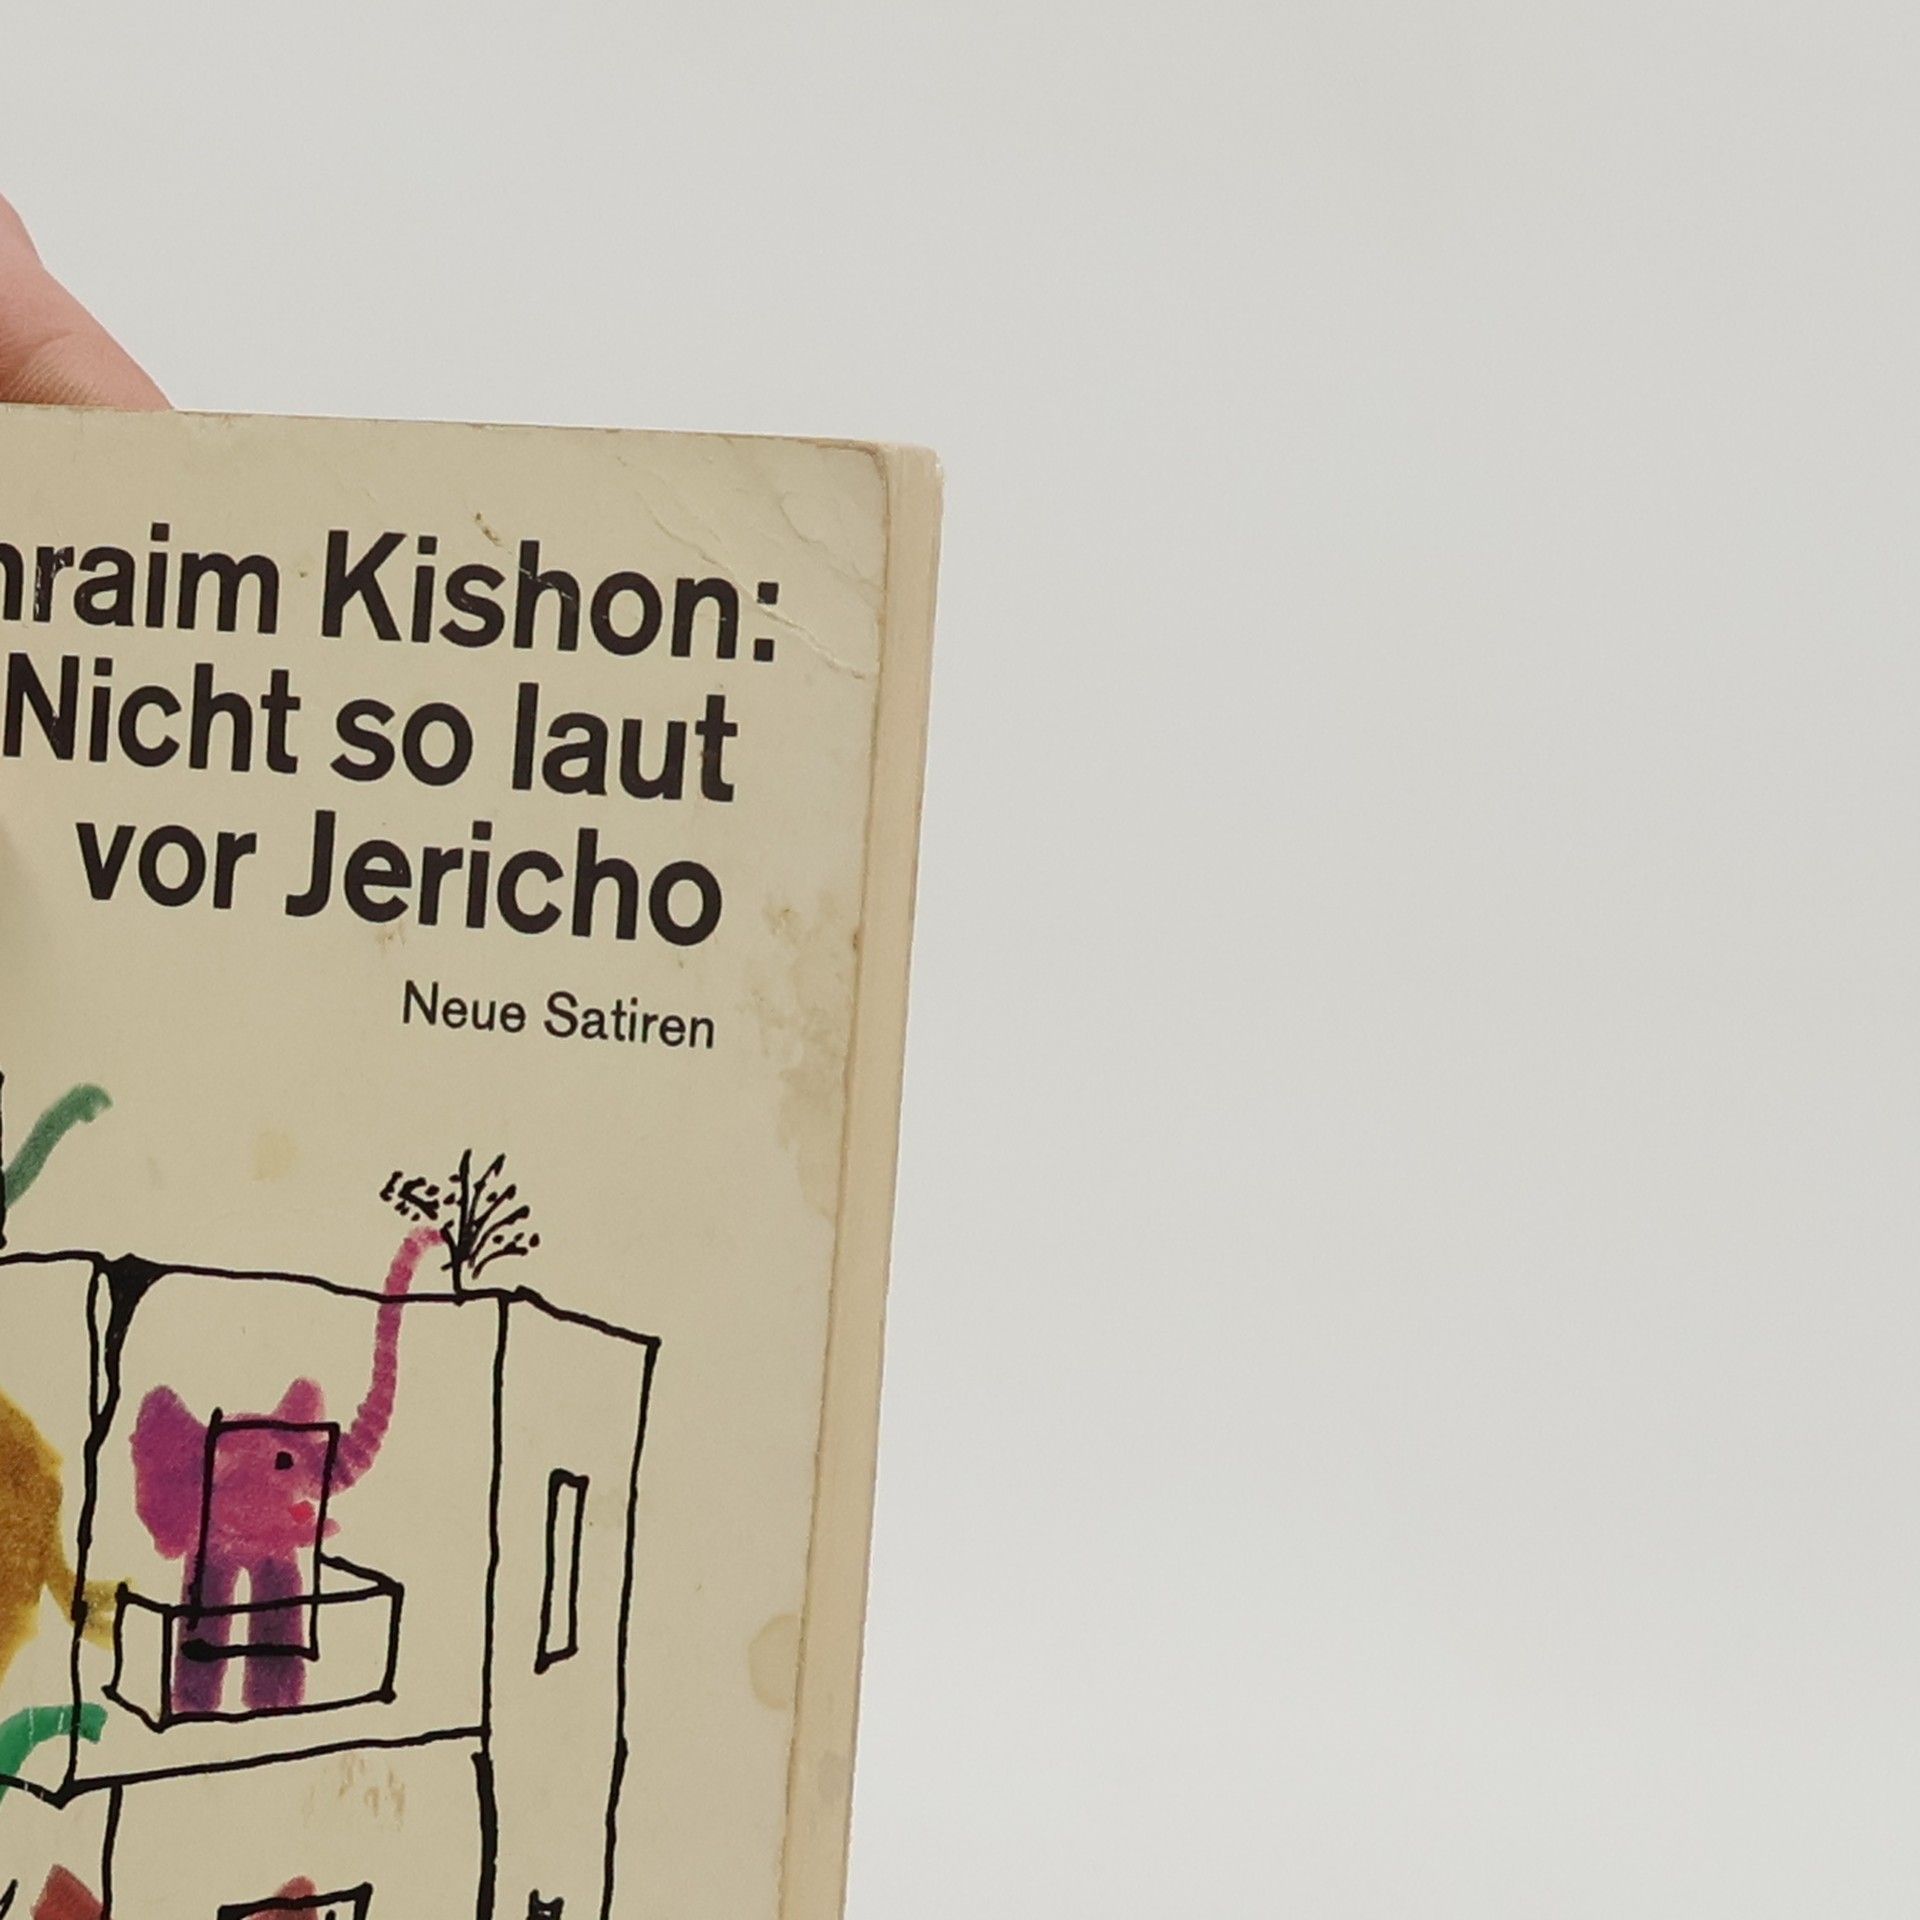 hraim Kishon:
Nicht so laut
vor Jericho
Neue Satiren